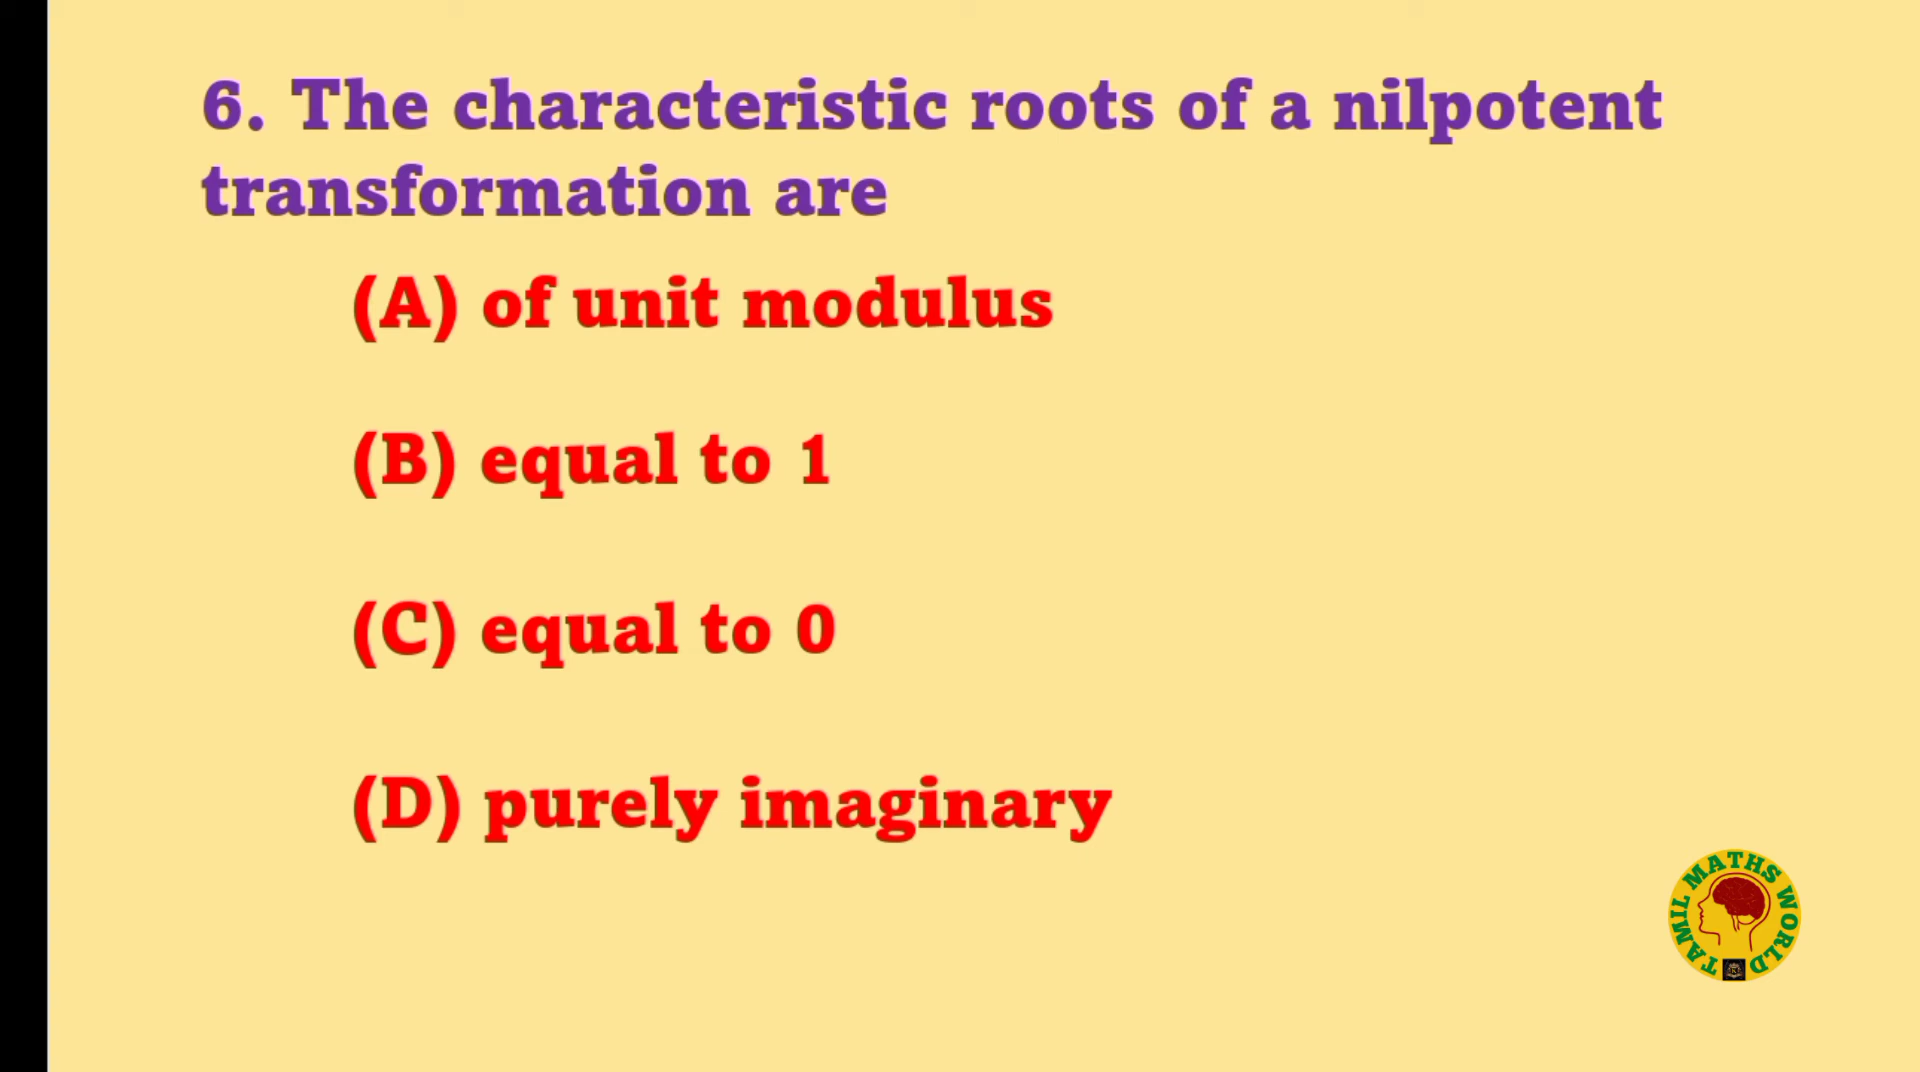 6. The characteristic roots of a nilpotent
transformation are
(A) of unit modulus
(B) equal to 1
(C) equal to 0
(D) purely imaginary
TAMIL MATHS WORLD